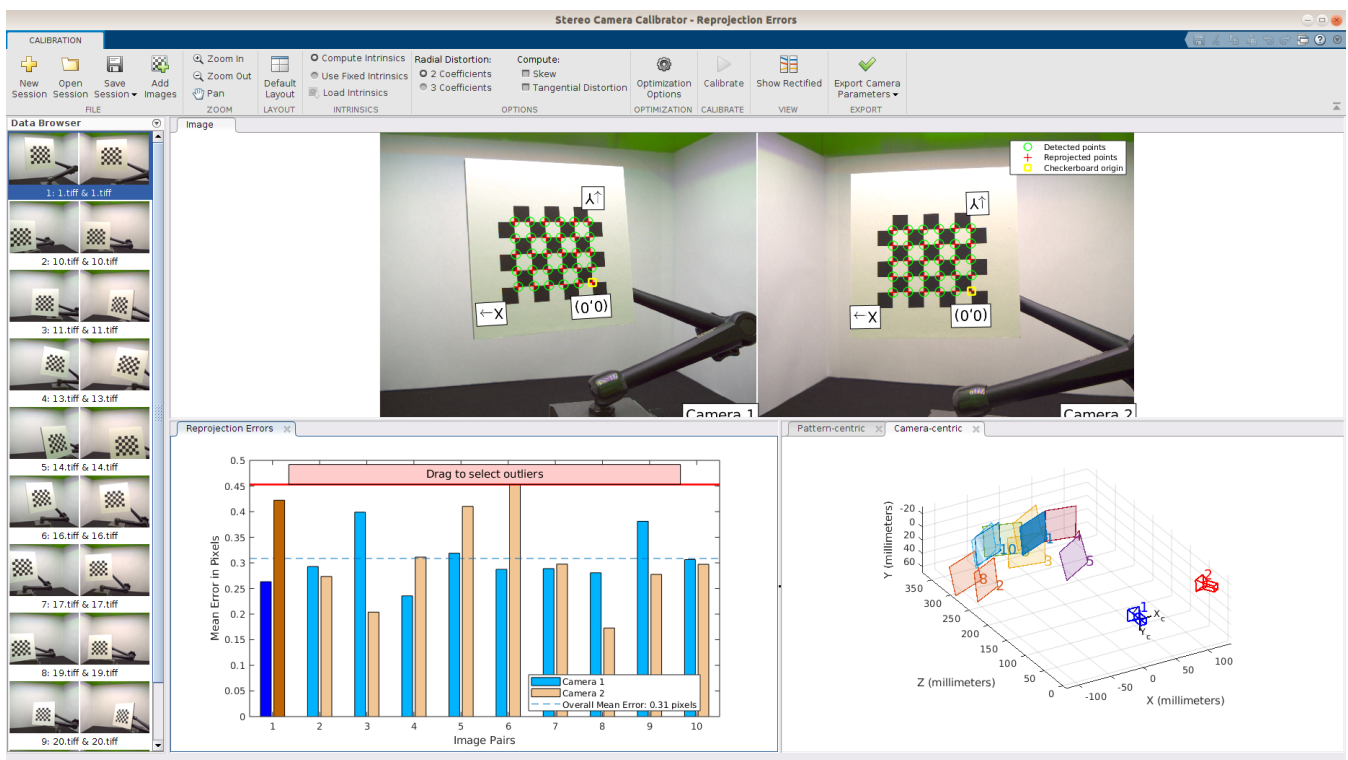 Stereo Camera Calibrator - Reprojection Errors
CALIBRATION
New Session
Open Session
Save Session
Add Images
FILE
Zoom In
Zoom Out
Pan
ZOOM
Default Layout
LAYOUT
Compute Intrinsics
Use Fixed Intrinsics
Load Intrinsics
INTRINSICS
Radial Distortion:
2 Coefficients
3 Coefficients
Compute:
Skew
Tangential Distortion
OPTIONS
Optimization Options
OPTIMIZATION
Calibrate
CALIBRATE
Show Rectified
VIEW
Export Camera Parameters
EXPORT
Data Browser
1: 1.tiff & 1.tiff
2: 10.tiff & 10.tiff
3: 11.tiff & 11.tiff
4: 13.tiff & 13.tiff
5: 14.tiff & 14.tiff
6: 16.tiff & 16.tiff
7: 17.tiff & 17.tiff
8: 19.tiff & 19.tiff
9: 20.tiff & 20.tiff
Image
Detected points
Reprojected points
Checkerboard origin
Y↑
←X
(0,0)
Camera 1
Y↑
←X
(0,0)
Camera 2
Reprojection Errors
Drag to select outliers
0.5
0.45
0.4
0.35
0.3
0.25
0.2
0.15
0.1
0.05
0
Mean Error in Pixels
Camera 1
Camera 2
Overall Mean Error: 0.31 pixels
1 2 3 4 5 6 7 8 9 10
Image Pairs
Pattern-centric
Camera-centric
-20
0
20
40
60
Y (millimeters)
350
300
250
200
150
100
50
0
Z (millimeters)
-100 -50 0 50 100
X (millimeters)
10
1
3
5
8
2
1
Xc
Yc
2